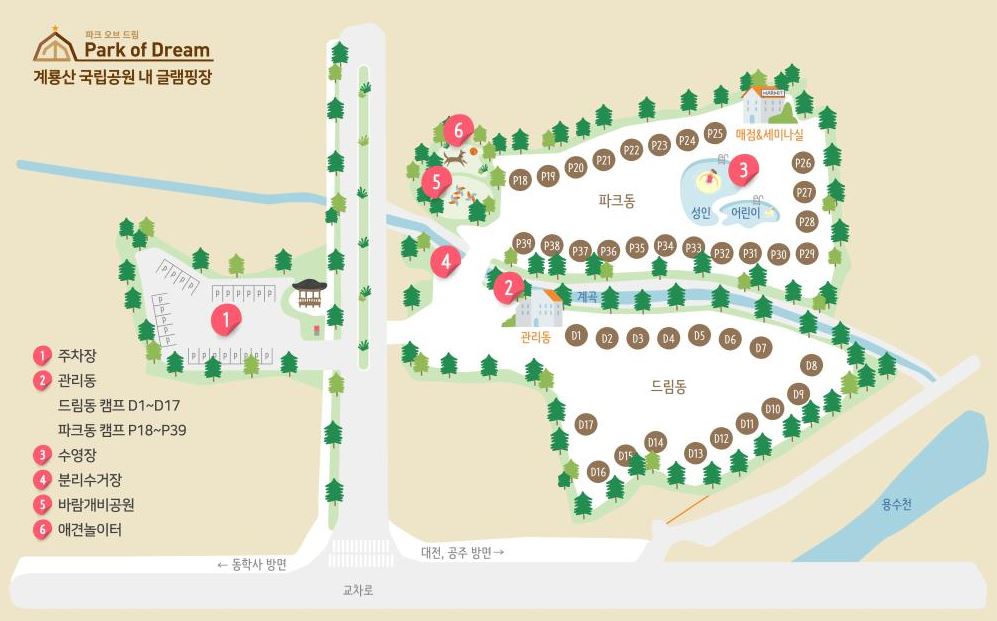 파크 오브 드림
Park of Dream
계룡산 국립공원 내 글램핑장
6
5
4
2
1
3
MARKET
매점&세미나실
P18 P19 P20 P21 P22 P23 P24 P25
P26
P27
P28
파크동
성인
어린이
P39 P38 P37 P36 P35 P34 P33 P32 P31 P30 P29
계곡
관리동
D1 D2 D3 D4 D5 D6 D7
D8
D9
D10
D11
D12
D13
D14
D15
D16
D17
드림동
P P P P P
P P P P P P
P P P P
P P P P P P P
1 주차장
2 관리동
드림동 캠프 D1~D17
파크동 캠프 P18~P39
3 수영장
4 분리수거장
5 바람개비공원
6 애견놀이터
용수천
← 동학사 방면
대전, 공주 방면→
교차로